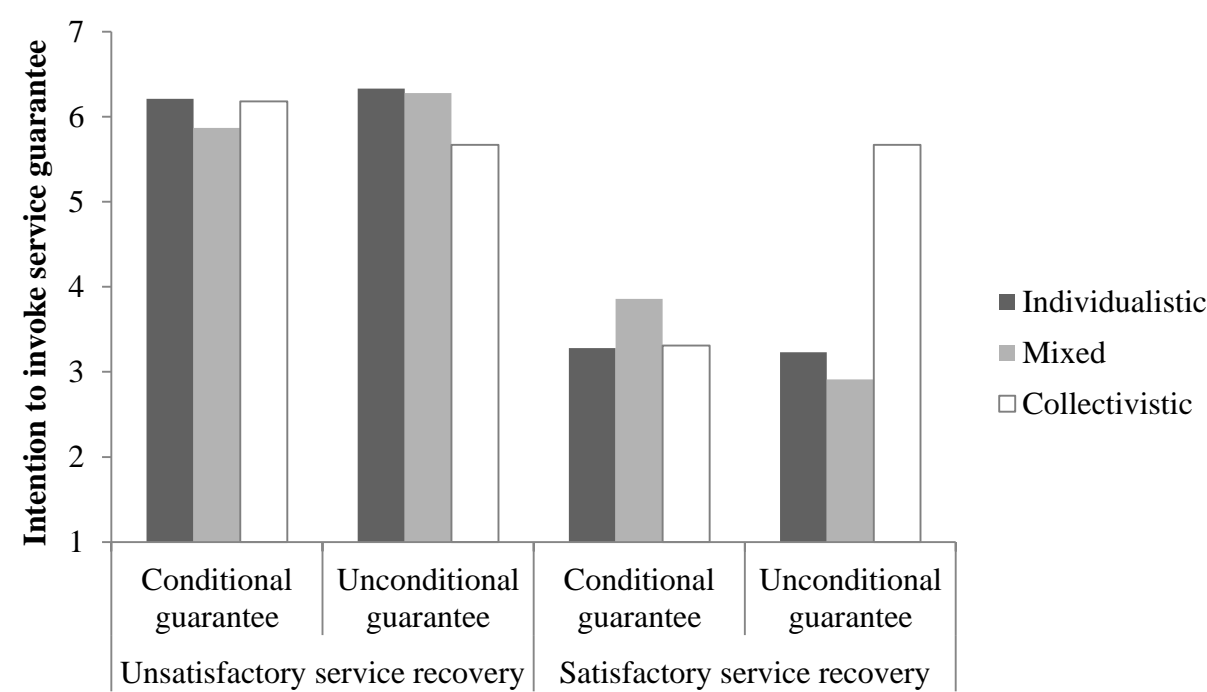 Intention to invoke service guarantee
7
6
5
4
3
2
1
Conditional
guarantee
Unconditional
guarantee
Conditional
guarantee
Unconditional
guarantee
Unsatisfactory service recovery
Satisfactory service recovery
Individualistic
Mixed
Collectivistic